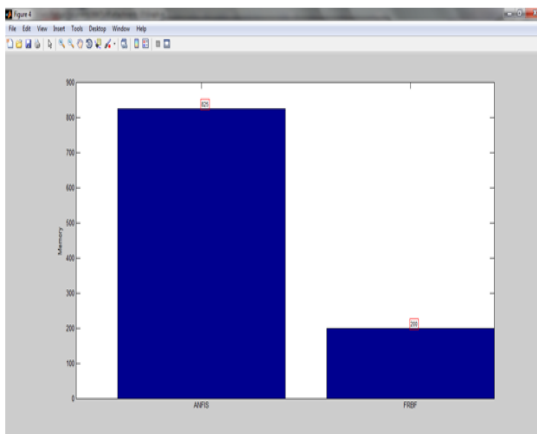 Figure 4
File Edit View Insert Tools Desktop Window Help
900
800
700
600
500
400
300
200
100
0
Memory
825
200
ANFIS
FRBF